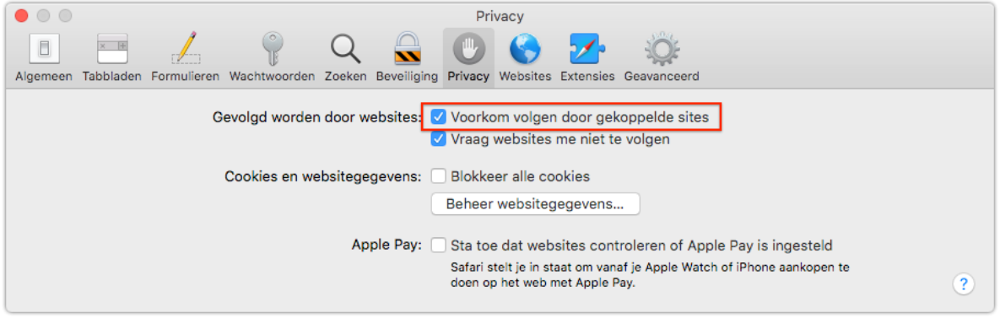 Privacy
Algemeen Tabbladen Formulieren Wachtwoorden Zoeken Beveiliging Privacy Websites Extensies Geavanceerd
Gevolgd worden door websites: Voorkom volgen door gekoppelde sites
Vraag websites me niet te volgen
Cookies en websitegegevens: Blokkeer alle cookies
Beheer websitegegevens...
Apple Pay: Sta toe dat websites controleren of Apple Pay is ingesteld
Safari stelt je in staat om vanaf je Apple Watch of iPhone aankopen te
doen op het web met Apple Pay.
?